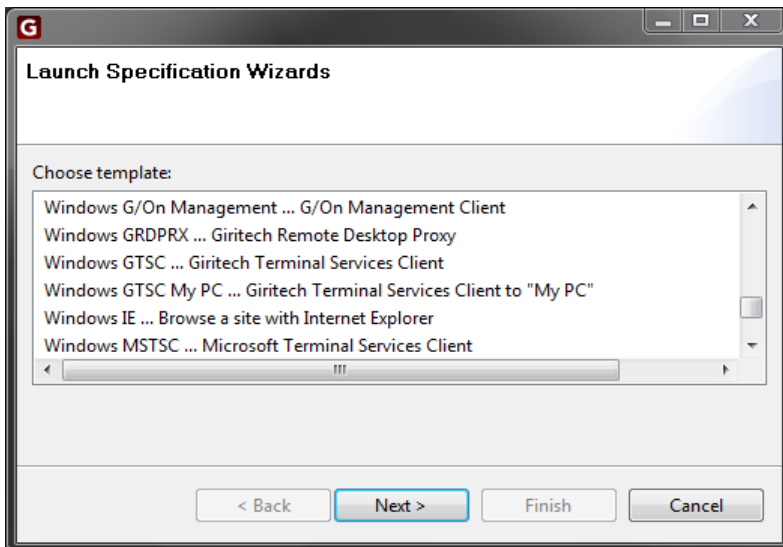 G
Launch Specification Wizards
Choose template:
Windows G/On Management ... G/On Management Client
Windows GRDPRX ... Giritech Remote Desktop Proxy
Windows GTSC ... Giritech Terminal Services Client
Windows GTSC My PC ... Giritech Terminal Services Client to "My PC"
Windows IE ... Browse a site with Internet Explorer
Windows MSTSC ... Microsoft Terminal Services Client
< Back Next > Finish Cancel